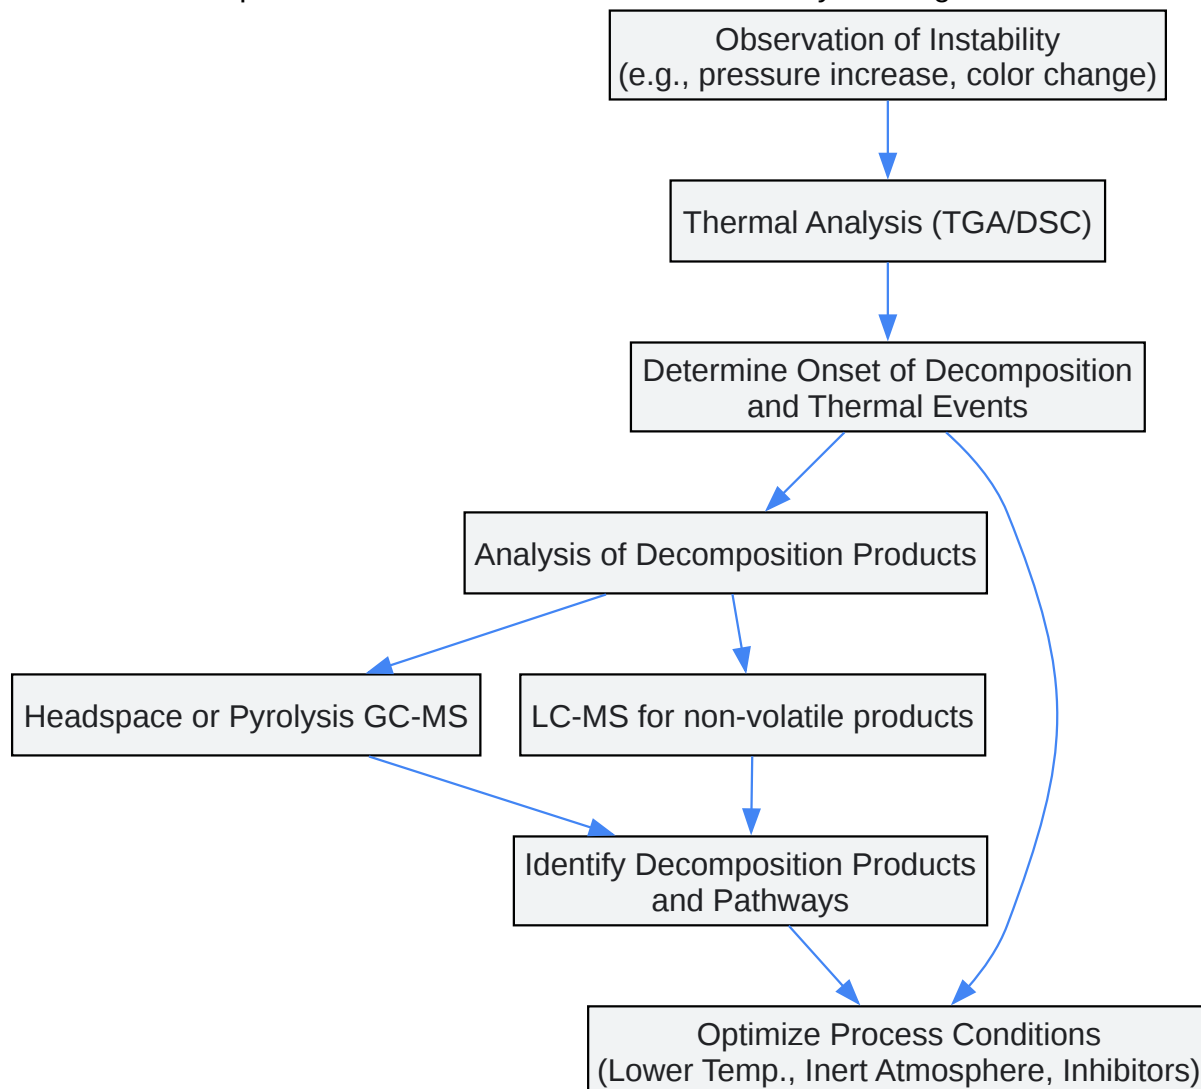 Observation of Instability
(e.g., pressure increase, color change)
Thermal Analysis (TGA/DSC)
Determine Onset of Decomposition
and Thermal Events
Analysis of Decomposition Products
Headspace or Pyrolysis GC-MS
LC-MS for non-volatile products
Identify Decomposition Products
and Pathways
Optimize Process Conditions
(Lower Temp., Inert Atmosphere, Inhibitors)